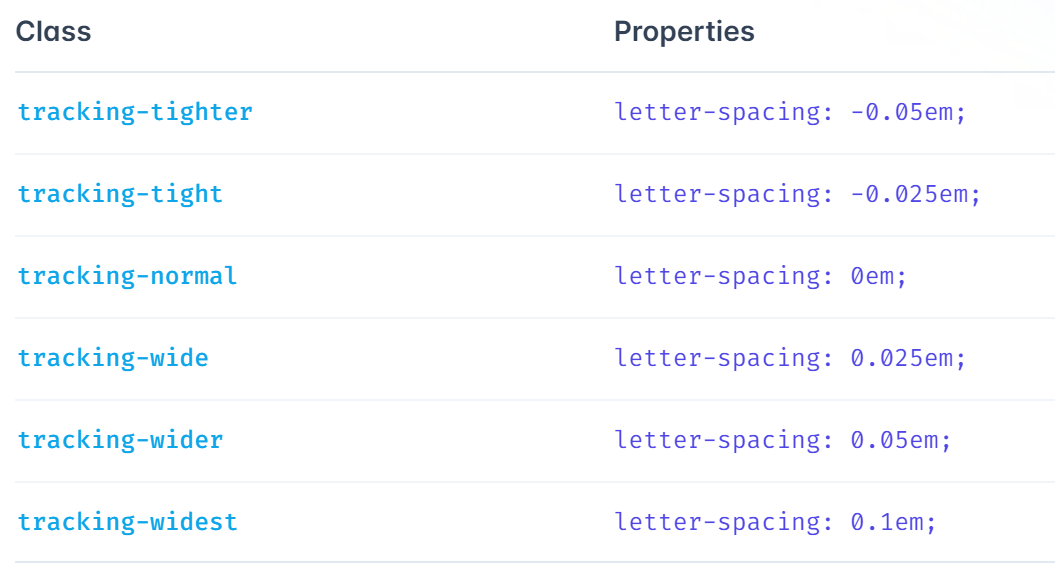 Class Properties
tracking-tighter letter-spacing: -0.05em;
tracking-tight letter-spacing: -0.025em;
tracking-normal letter-spacing: 0em;
tracking-wide letter-spacing: 0.025em;
tracking-wider letter-spacing: 0.05em;
tracking-widest letter-spacing: 0.1em;